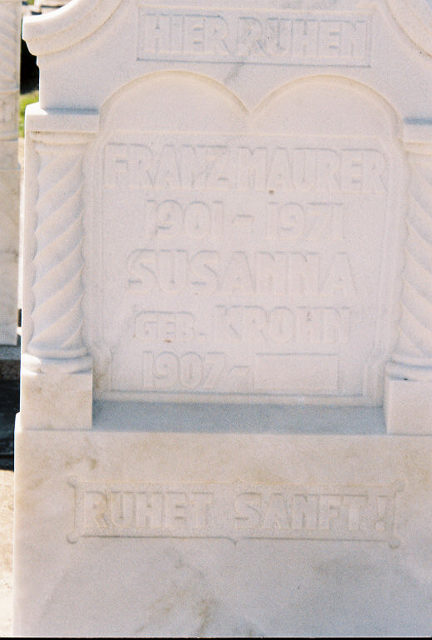 HIER RUHEN
FRANZ MAURER
1901 - 1971
SUSANNA
GEB. KROHN
1907 -
RUHET SANFT!